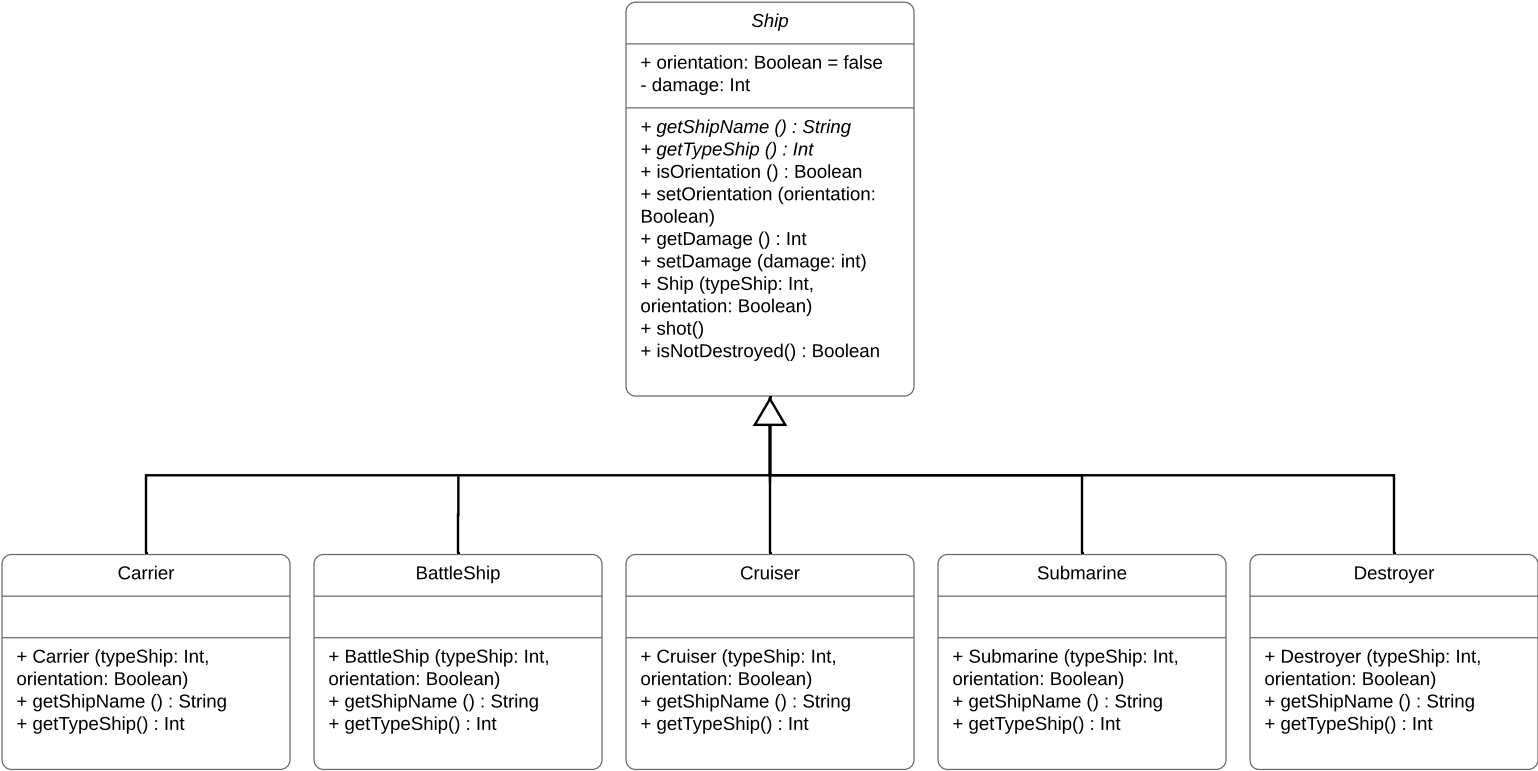 Ship
+ orientation: Boolean = false
- damage: Int
+ getShipName () : String
+ getTypeShip () : Int
+ isOrientation () : Boolean
+ setOrientation (orientation:
Boolean)
+ getDamage () : Int
+ setDamage (damage: int)
+ Ship (typeShip: Int,
orientation: Boolean)
+ shot()
+ isNotDestroyed() : Boolean
Carrier
+ Carrier (typeShip: Int,
orientation: Boolean)
+ getShipName () : String
+ getTypeShip() : Int
BattleShip
+ BattleShip (typeShip: Int,
orientation: Boolean)
+ getShipName () : String
+ getTypeShip() : Int
Cruiser
+ Cruiser (typeShip: Int,
orientation: Boolean)
+ getShipName () : String
+ getTypeShip() : Int
Submarine
+ Submarine (typeShip: Int,
orientation: Boolean)
+ getShipName () : String
+ getTypeShip() : Int
Destroyer
+ Destroyer (typeShip: Int,
orientation: Boolean)
+ getShipName () : String
+ getTypeShip() : Int